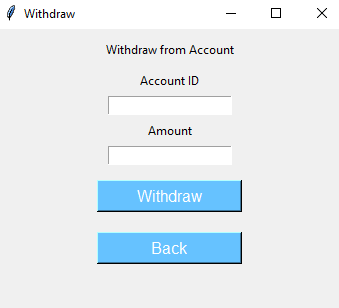 Withdraw
Withdraw from Account
Account ID
Amount
Withdraw
Back